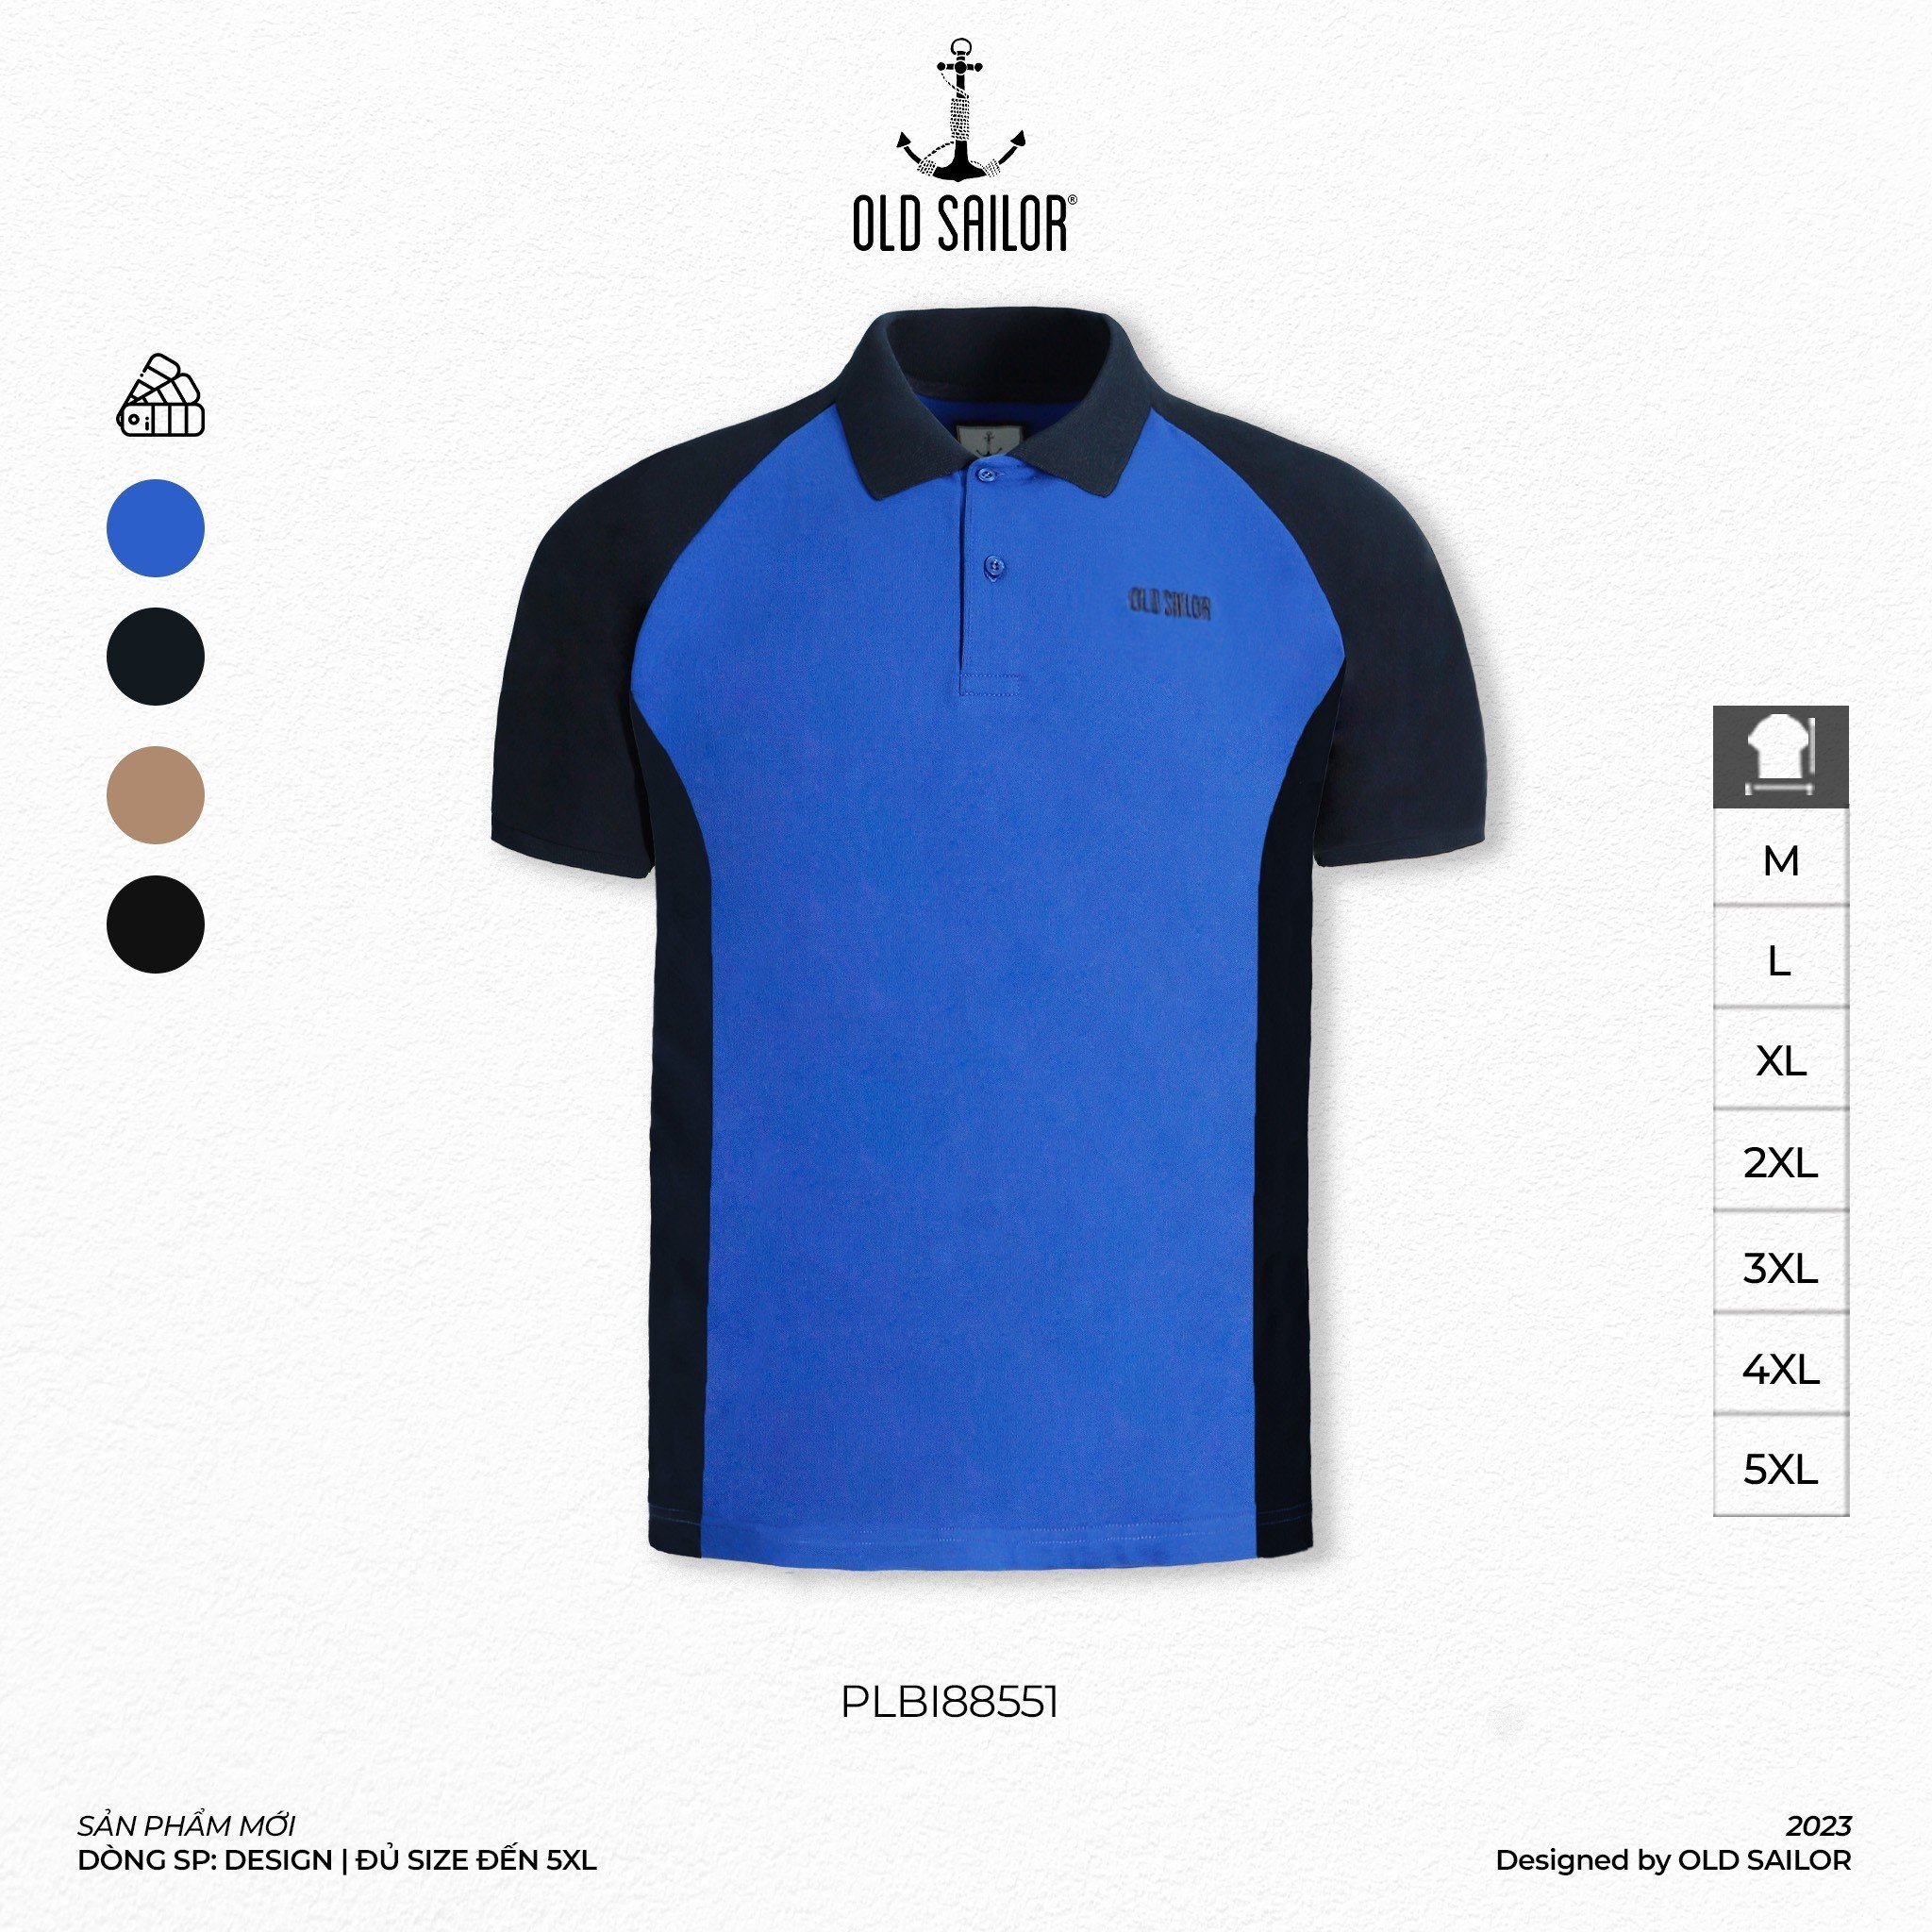 OLD SAILOR®
OLD SAILOR
M
L
XL
2XL
3XL
4XL
5XL
PLBI88551
SẢN PHẨM MỚI
DÒNG SP: DESIGN | ĐỦ SIZE ĐẾN 5XL
2023
Designed by OLD SAILOR